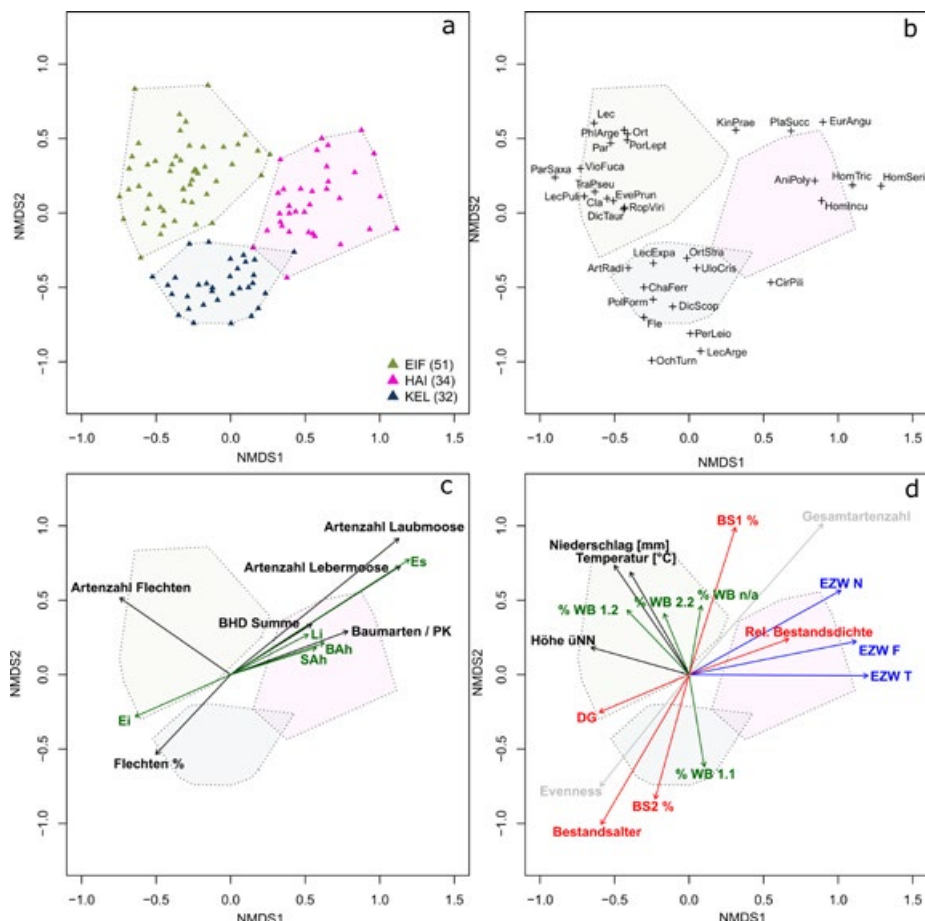 a
NMDS2
1.0
0.5
0.0
−0.5
−1.0
EIF (51)
HAI (34)
KEL (32)
−1.0 −0.5 0.0 0.5 1.0 1.5
NMDS1
b
NMDS2
1.0
0.5
0.0
−0.5
−1.0
Lec
PhlArge Ort
Par PorLept
KinPrae
PlaSucc
EurAngu
VioFuca
ParSaxa
TraPseu
LecPuli
EvePrun
Cla
RopViri
DicTaur
AniPoly
HomTric
HomSeri
HomIncu
LecExpa
OrtStra
ArtRadi
UloCris
CirPili
ChaFerr
PolForm
DicScop
Fle
PerLeio
LecArge
OchTurn
−1.0 −0.5 0.0 0.5 1.0 1.5
NMDS1
c
NMDS2
1.0
0.5
0.0
−0.5
−1.0
Artenzahl Laubmoose
Artenzahl Lebermoose
Es
Artenzahl Flechten
BHD Summe
Li
Baumarten / PK
BAh
SAh
Ei
Flechten %
−1.0 −0.5 0.0 0.5 1.0 1.5
NMDS1
d
NMDS2
1.0
0.5
0.0
−0.5
−1.0
BS1 %
Gesamtartenzahl
Niederschlag [mm]
Temperatur [°C]
% WB 1.2
% WB 2.2
% WB n/a
EZW N
Höhe üNN
Rel. Bestandsdichte
EZW F
EZW T
DG
% WB 1.1
Evenness
BS2 %
Bestandsalter
−1.0 −0.5 0.0 0.5 1.0 1.5
NMDS1